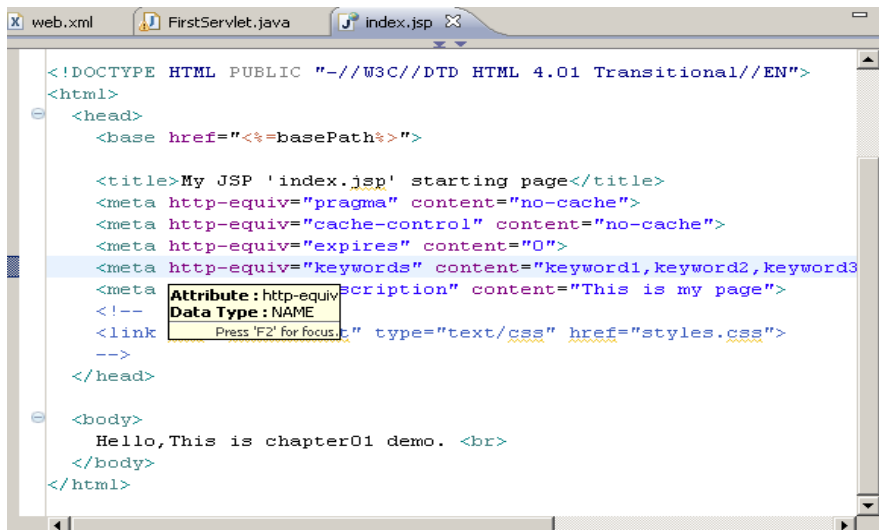 web.xml FirstServlet.java index.jsp
<!DOCTYPE HTML PUBLIC "-//W3C//DTD HTML 4.01 Transitional//EN">
<html>
<head>
<base href="<%=basePath%>">
<title>My JSP 'index.jsp' starting page</title>
<meta http-equiv="pragma" content="no-cache">
<meta http-equiv="cache-control" content="no-cache">
<meta http-equiv="expires" content="0">
<meta http-equiv="keywords" content="keyword1,keyword2,keyword3
<meta scription" content="This is my page">
Attribute : http-equiv
Data Type : NAME
Press 'F2' for focus.
<!--
<link t" type="text/css" href="styles.css">
-->
</head>
<body>
Hello,This is chapter01 demo. <br>
</body>
</html>